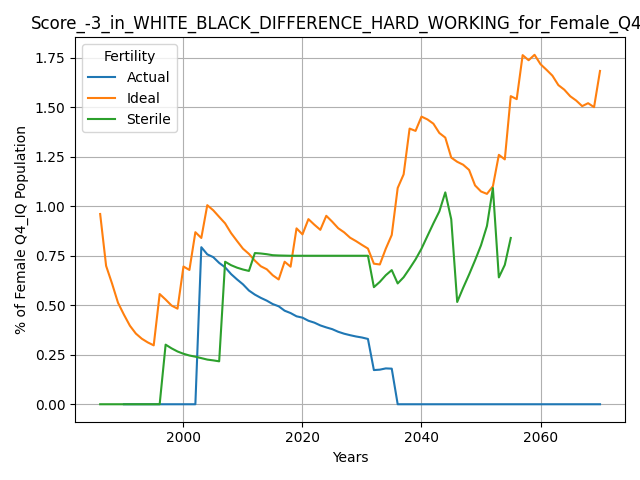 Score_-3_in_WHITE_BLACK_DIFFERENCE_HARD_WORKING_for_Female_Q4
Fertility
Actual
Ideal
Sterile
% of Female Q4_IQ Population
1.75
1.50
1.25
1.00
0.75
0.50
0.25
0.00
2000 2020 2040 2060
Years